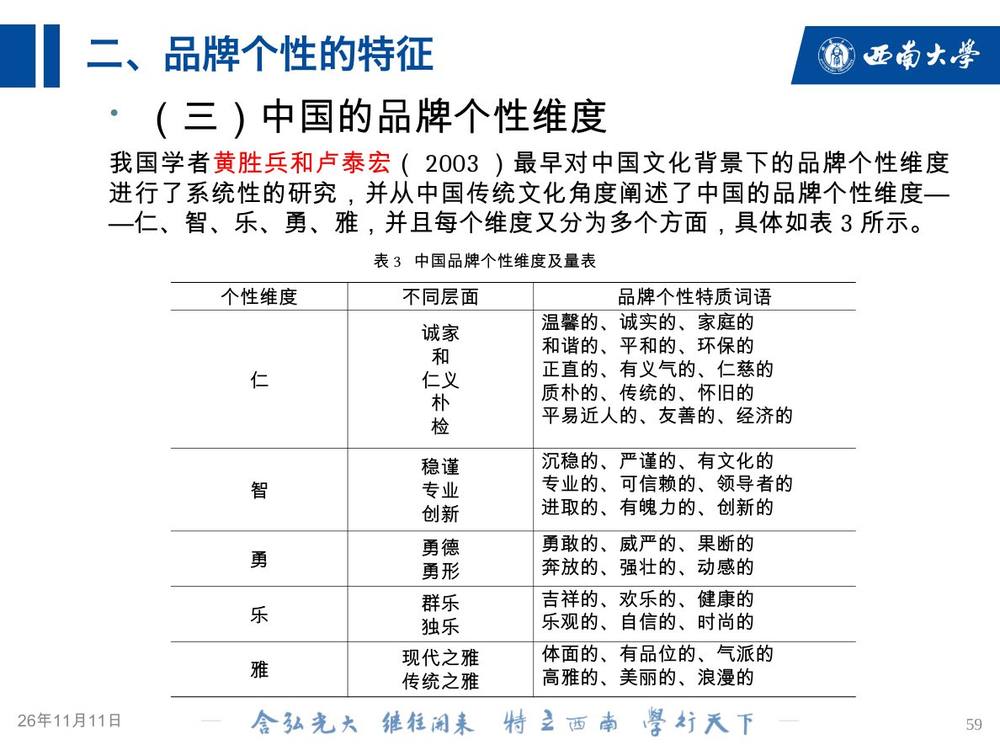 二、品牌个性的特征
西南大学
• （三）中国的品牌个性维度
我国学者黄胜兵和卢泰宏（ 2003 ）最早对中国文化背景下的品牌个性维度
进行了系统性的研究，并从中国传统文化角度阐述了中国的品牌个性维度—
—仁、智、乐、勇、雅，并且每个维度又分为多个方面，具体如表 3 所示。
表 3 中国品牌个性维度及量表
个性维度 不同层面 品牌个性特质词语
仁
诚家
和
仁义
朴
检
温馨的、诚实的、家庭的
和谐的、平和的、环保的
正直的、有义气的、仁慈的
质朴的、传统的、怀旧的
平易近人的、友善的、经济的
智
稳谨
专业
创新
沉稳的、严谨的、有文化的
专业的、可信赖的、领导者的
进取的、有魄力的、创新的
勇
勇德
勇形
勇敢的、威严的、果断的
奔放的、强壮的、动感的
乐
群乐
独乐
吉祥的、欢乐的、健康的
乐观的、自信的、时尚的
雅
现代之雅
传统之雅
体面的、有品位的、气派的
高雅的、美丽的、浪漫的
26年11月11日
含弘光大 继往开来 特立西南 學行天下
59